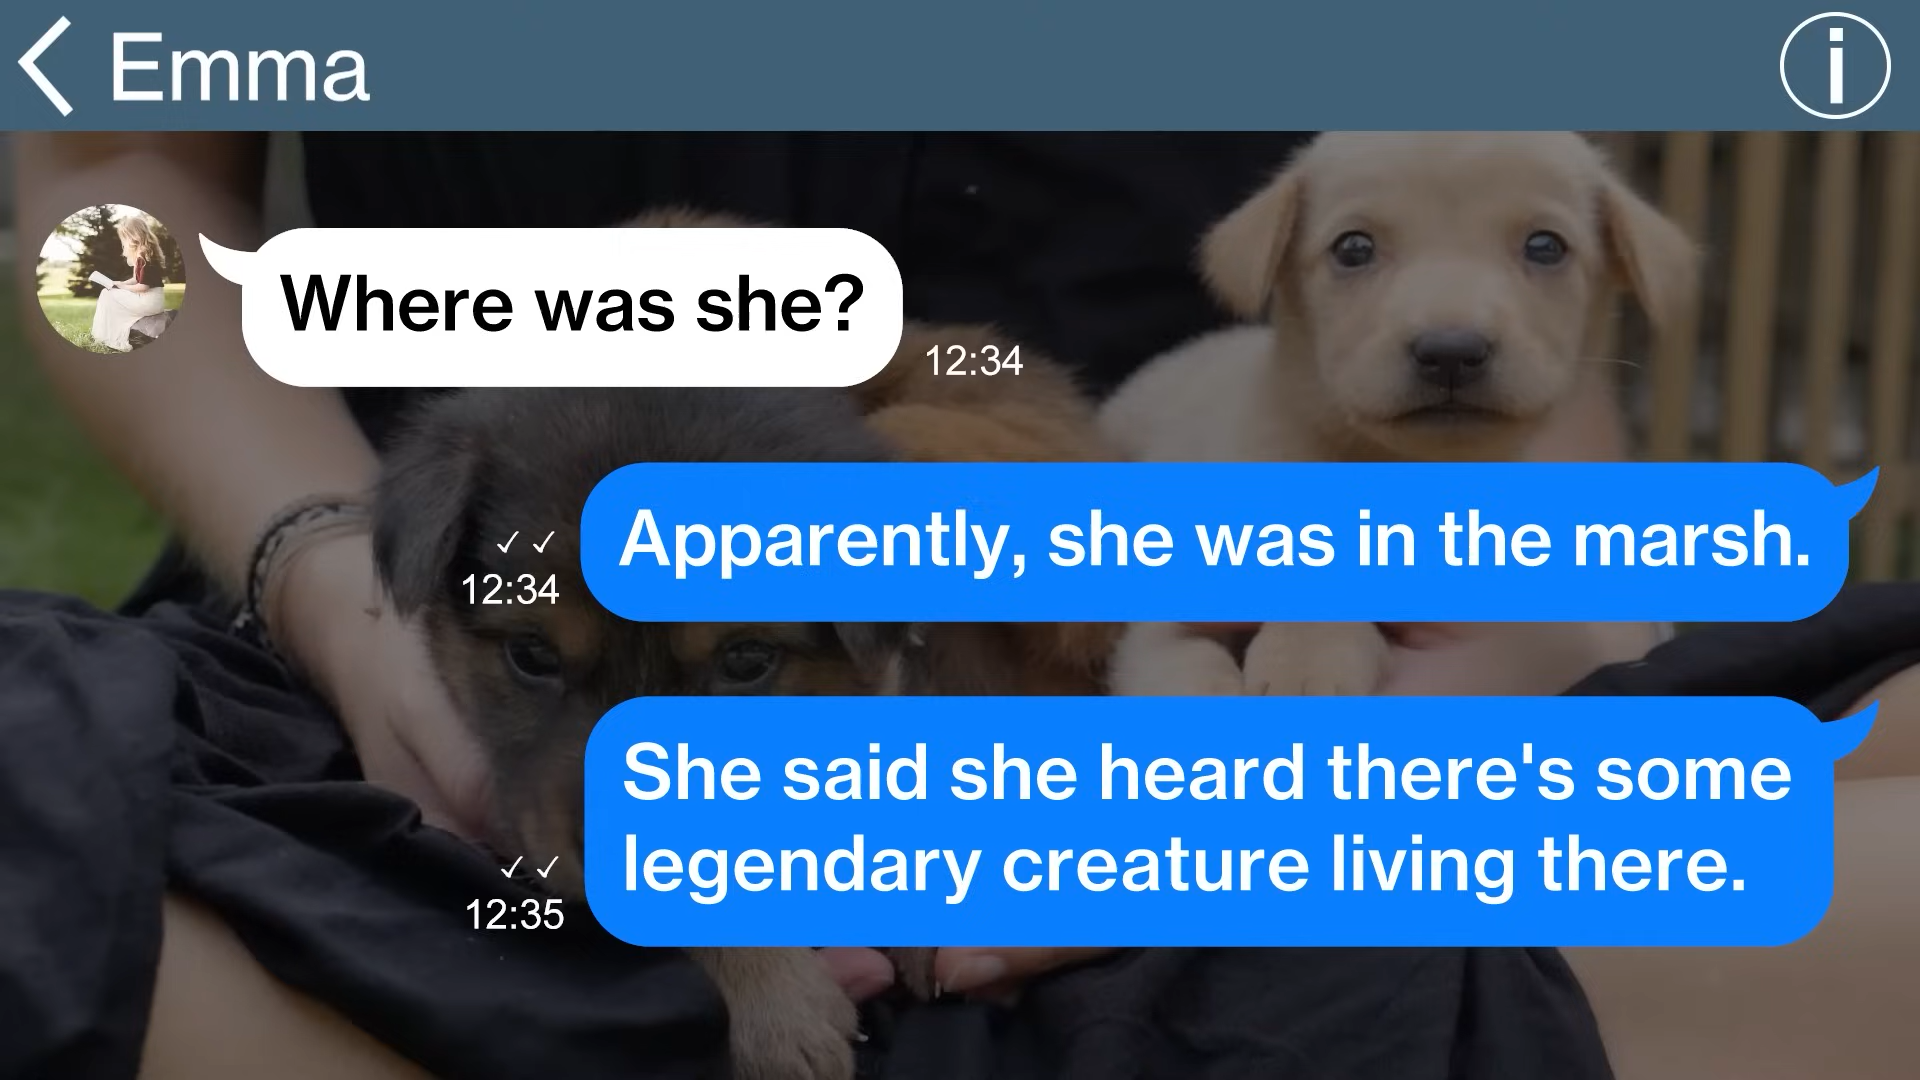 Emma
Where was she?
12:34
Apparently, she was in the marsh.
12:34
She said she heard there's some
legendary creature living there.
12:35